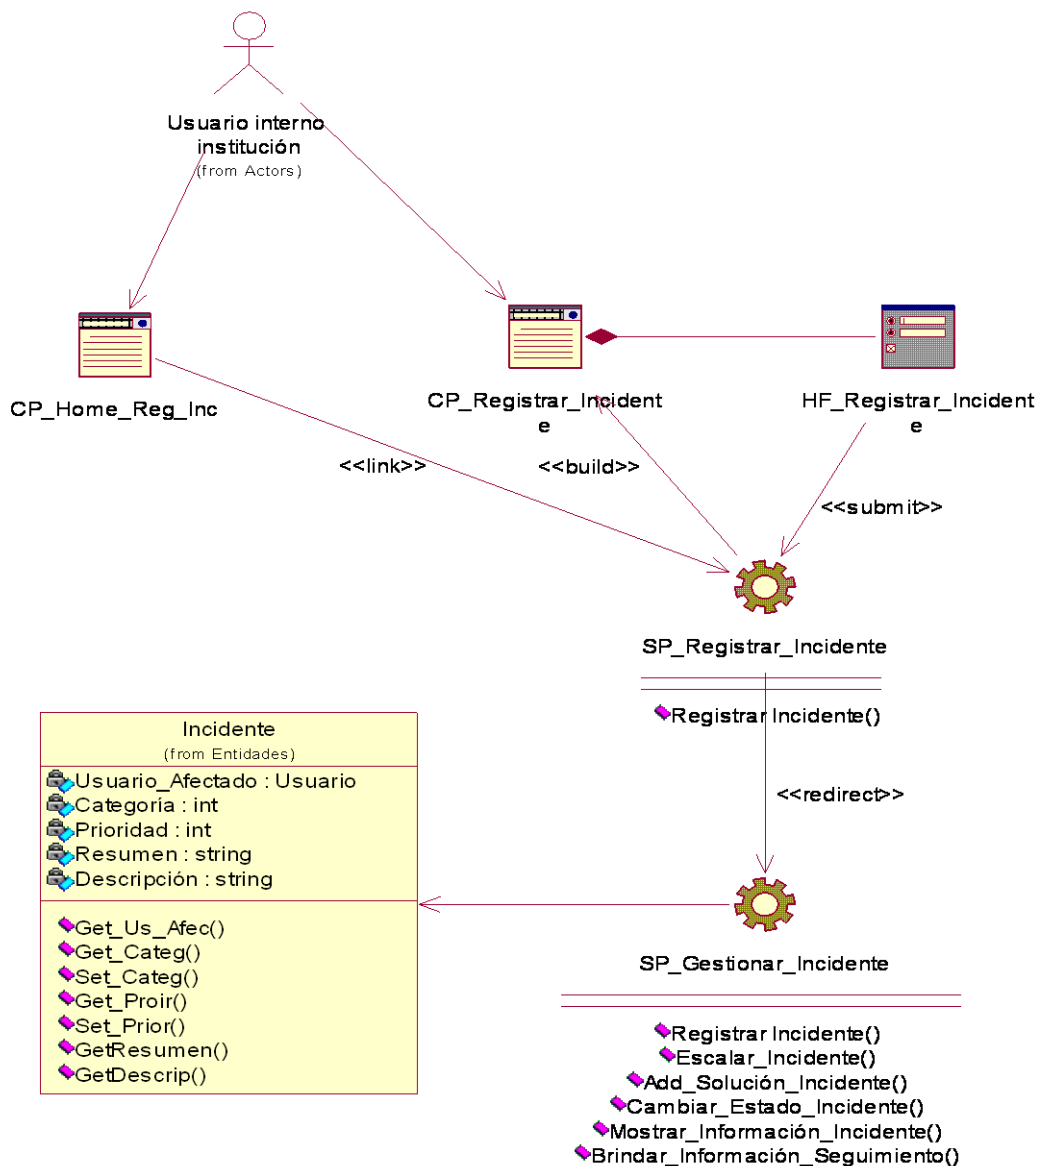 Usuario interno
institución
(from Actors)
CP_Home_Reg_Inc
CP_Registrar_Incident
e
HF_Registrar_Incident
e
<<link>>
<<build>>
<<submit>>
SP_Registrar_Incidente
Registrar Incidente()
<<redirect>>
Incidente
(from Entidades)
Usuario_Afectado : Usuario
Categoría : int
Prioridad : int
Resumen : string
Descripción : string
Get_Us_Afec()
Get_Categ()
Set_Categ()
Get_Proir()
Set_Prior()
GetResumen()
GetDescrip()
SP_Gestionar_Incidente
Registrar Incidente()
Escalar_Incidente()
Add_Solución_Incidente()
Cambiar_Estado_Incidente()
Mostrar_Información_Incidente()
Brindar_Información_Seguimiento()